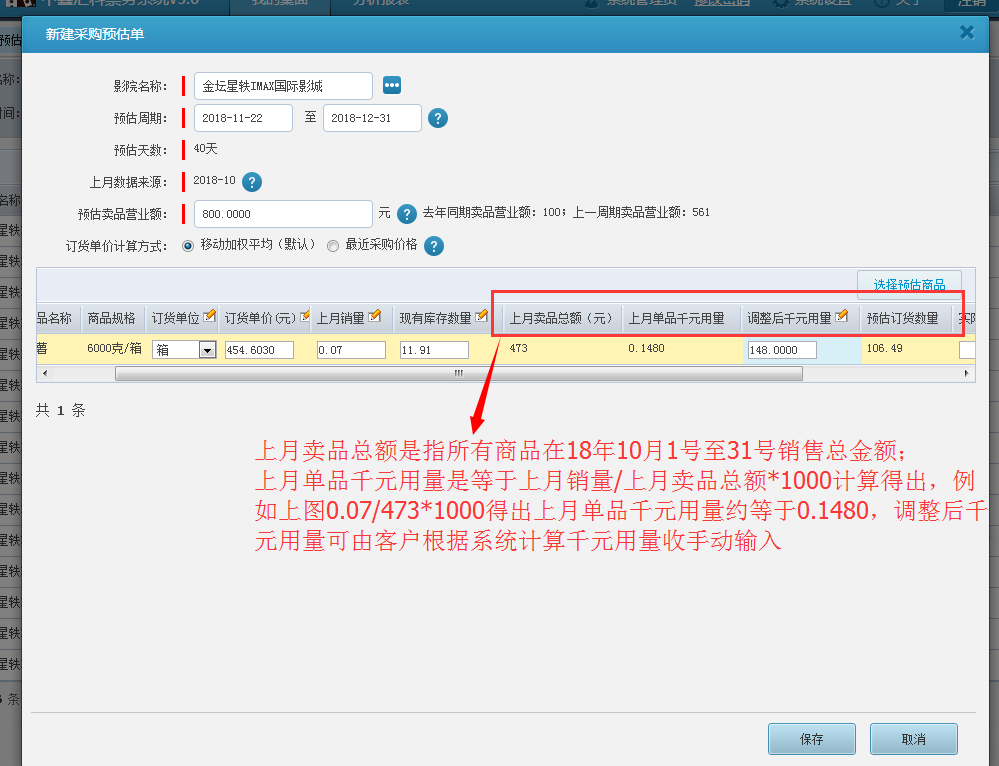 新建采购预估单
影院名称：
金坛星轶IMAX国际影城
预估周期：
2018-11-22 至 2018-12-31
预估天数：
40天
上月数据来源：
2018-10
预估卖品营业额：
800.0000 元 去年同期卖品营业额：100；上一周期卖品营业额：561
订货单价计算方式：
移动加权平均（默认） 最近采购价格
选择预估商品
品名称 商品规格 订货单位 订货单价(元) 上月销量 现有库存数量 上月卖品总额（元） 上月单品千元用量 调整后千元用量 预估订货数量
薯 6000克/箱 箱 454.6030 0.07 11.91 473 0.1480 148.0000 106.49
共 1 条
上月卖品总额是指所有商品在18年10月1号至31号销售总金额；
上月单品千元用量是等于上月销量/上月卖品总额*1000计算得出，例
如上图0.07/473*1000得出上月单品千元用量约等于0.1480，调整后千
元用量可由客户根据系统计算千元用量收手动输入
保存 取消